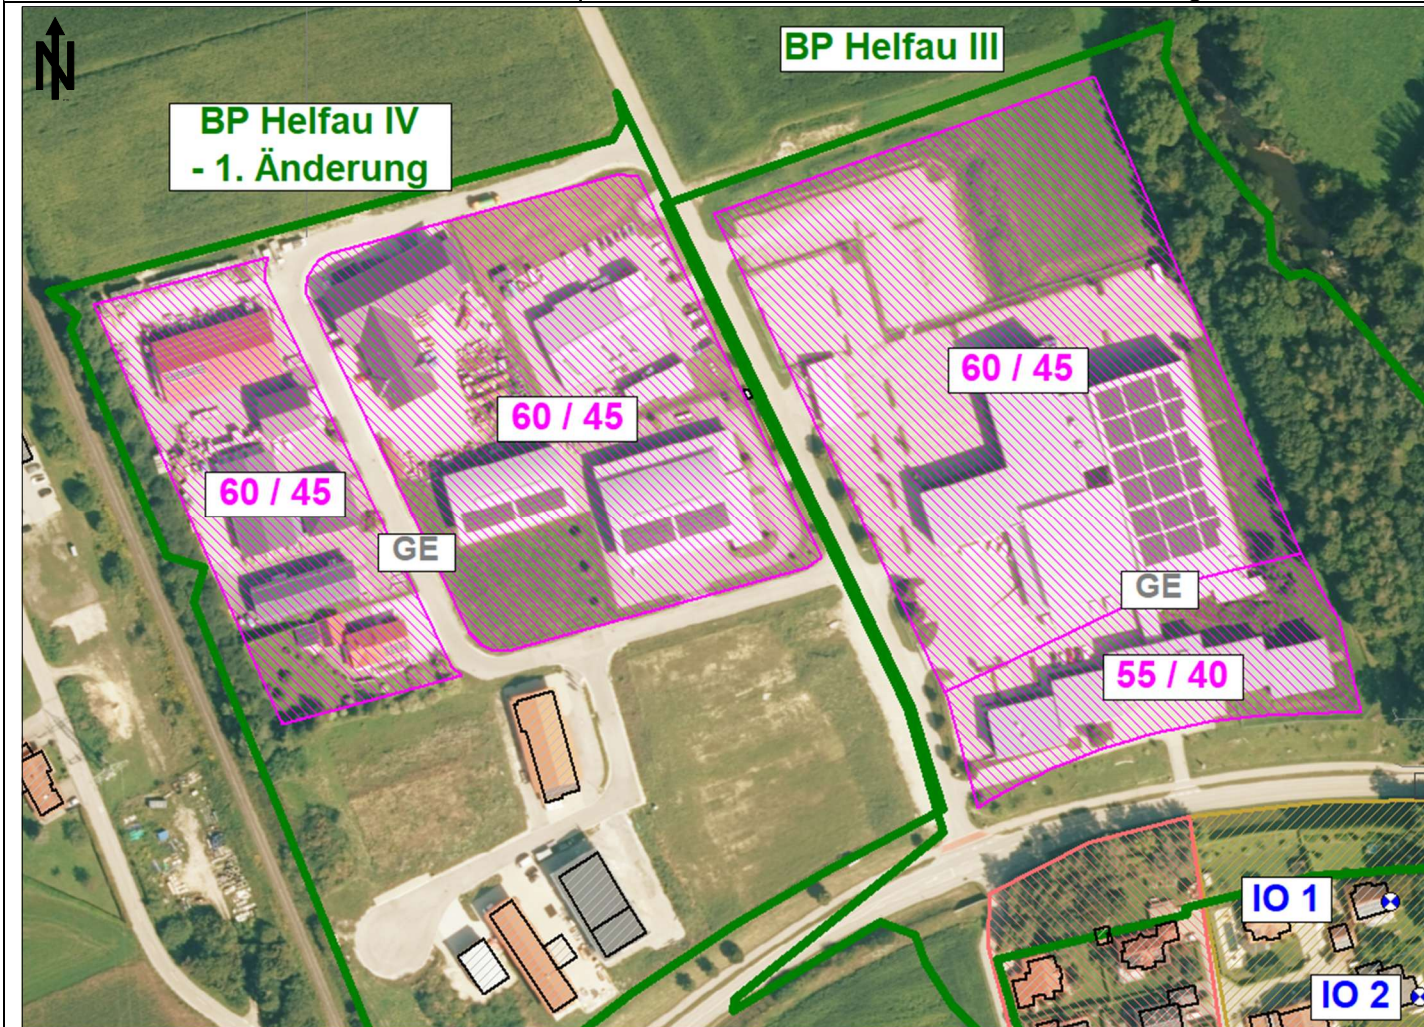 N
BP Helfau III
BP Helfau IV
- 1. Änderung
60 / 45
60 / 45
60 / 45
GE
GE
55 / 40
IO 1
IO 2